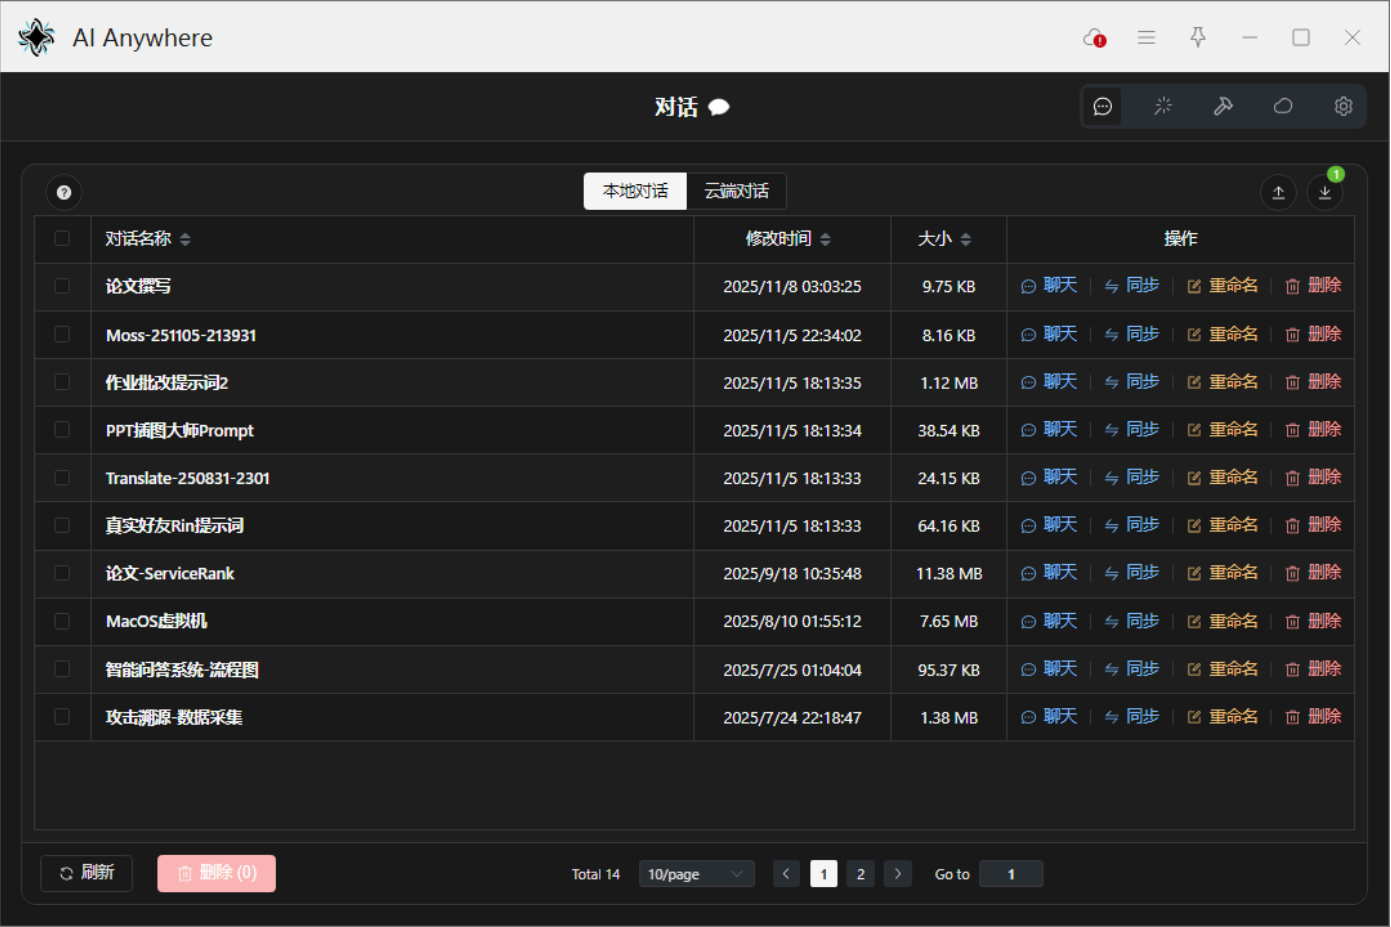 AI Anywhere
对话
本地对话 云端对话 1
对话名称 修改时间 大小 操作
论文撰写 2025/11/8 03:03:25 9.75 KB 聊天 同步 重命名 删除
Moss-251105-213931 2025/11/5 22:34:02 8.16 KB 聊天 同步 重命名 删除
作业批改提示词2 2025/11/5 18:13:35 1.12 MB 聊天 同步 重命名 删除
PPT插图大师Prompt 2025/11/5 18:13:34 38.54 KB 聊天 同步 重命名 删除
Translate-250831-2301 2025/11/5 18:13:33 24.15 KB 聊天 同步 重命名 删除
真实好友Rin提示词 2025/11/5 18:13:33 64.16 KB 聊天 同步 重命名 删除
论文-ServiceRank 2025/9/18 10:35:48 11.38 MB 聊天 同步 重命名 删除
MacOS虚拟机 2025/8/10 01:55:12 7.65 MB 聊天 同步 重命名 删除
智能问答系统-流程图 2025/7/25 01:04:04 95.37 KB 聊天 同步 重命名 删除
攻击溯源-数据采集 2025/7/24 22:18:47 1.38 MB 聊天 同步 重命名 删除
刷新 删除 (0) Total 14 10/page 1 2 Go to 1